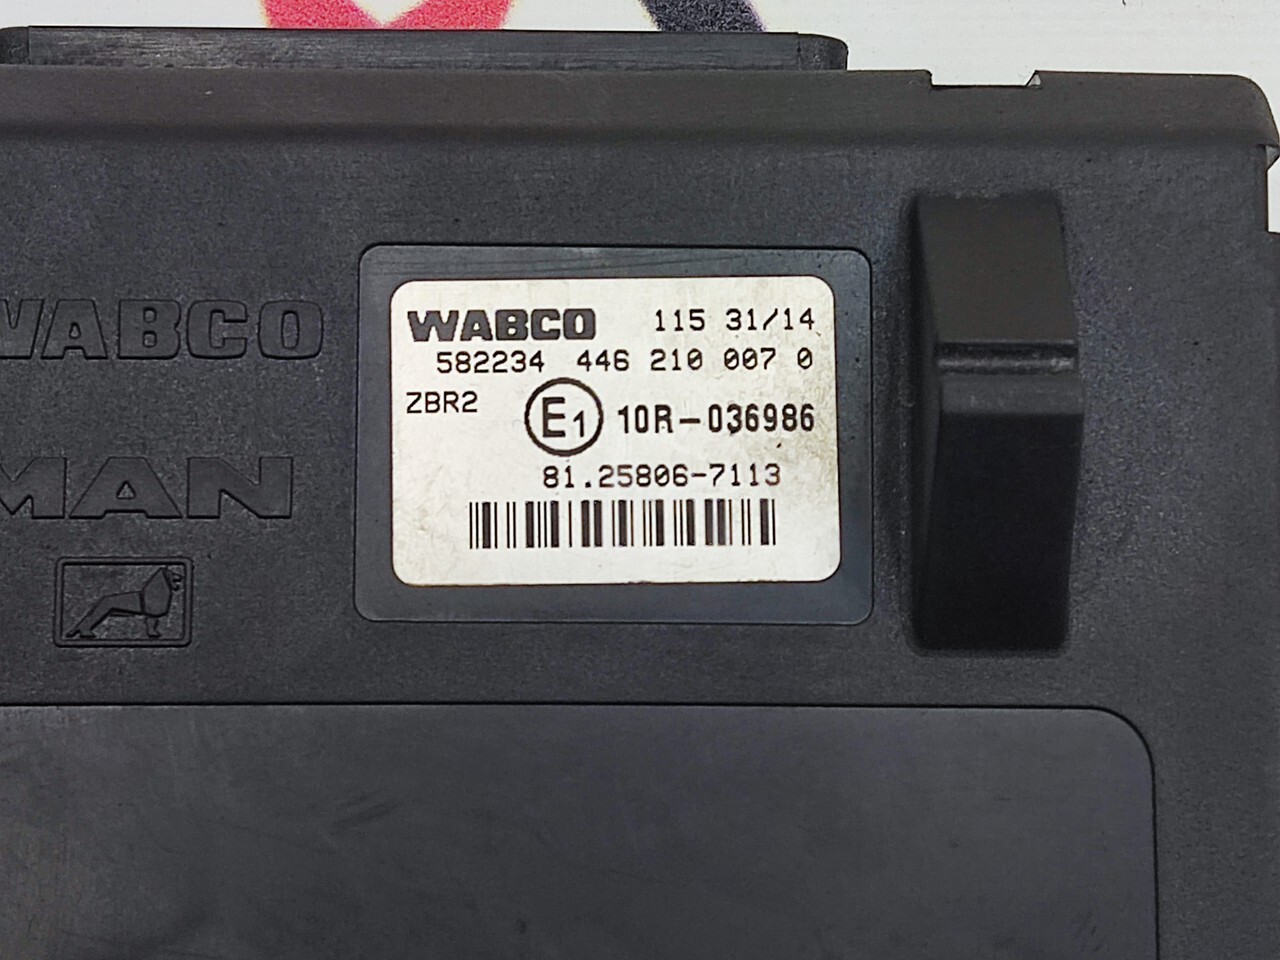 WABCO
MAN
WABCO 115 31/14
582234 446 210 007 0
ZBR2 E1 10R-036986
81.25806-7113